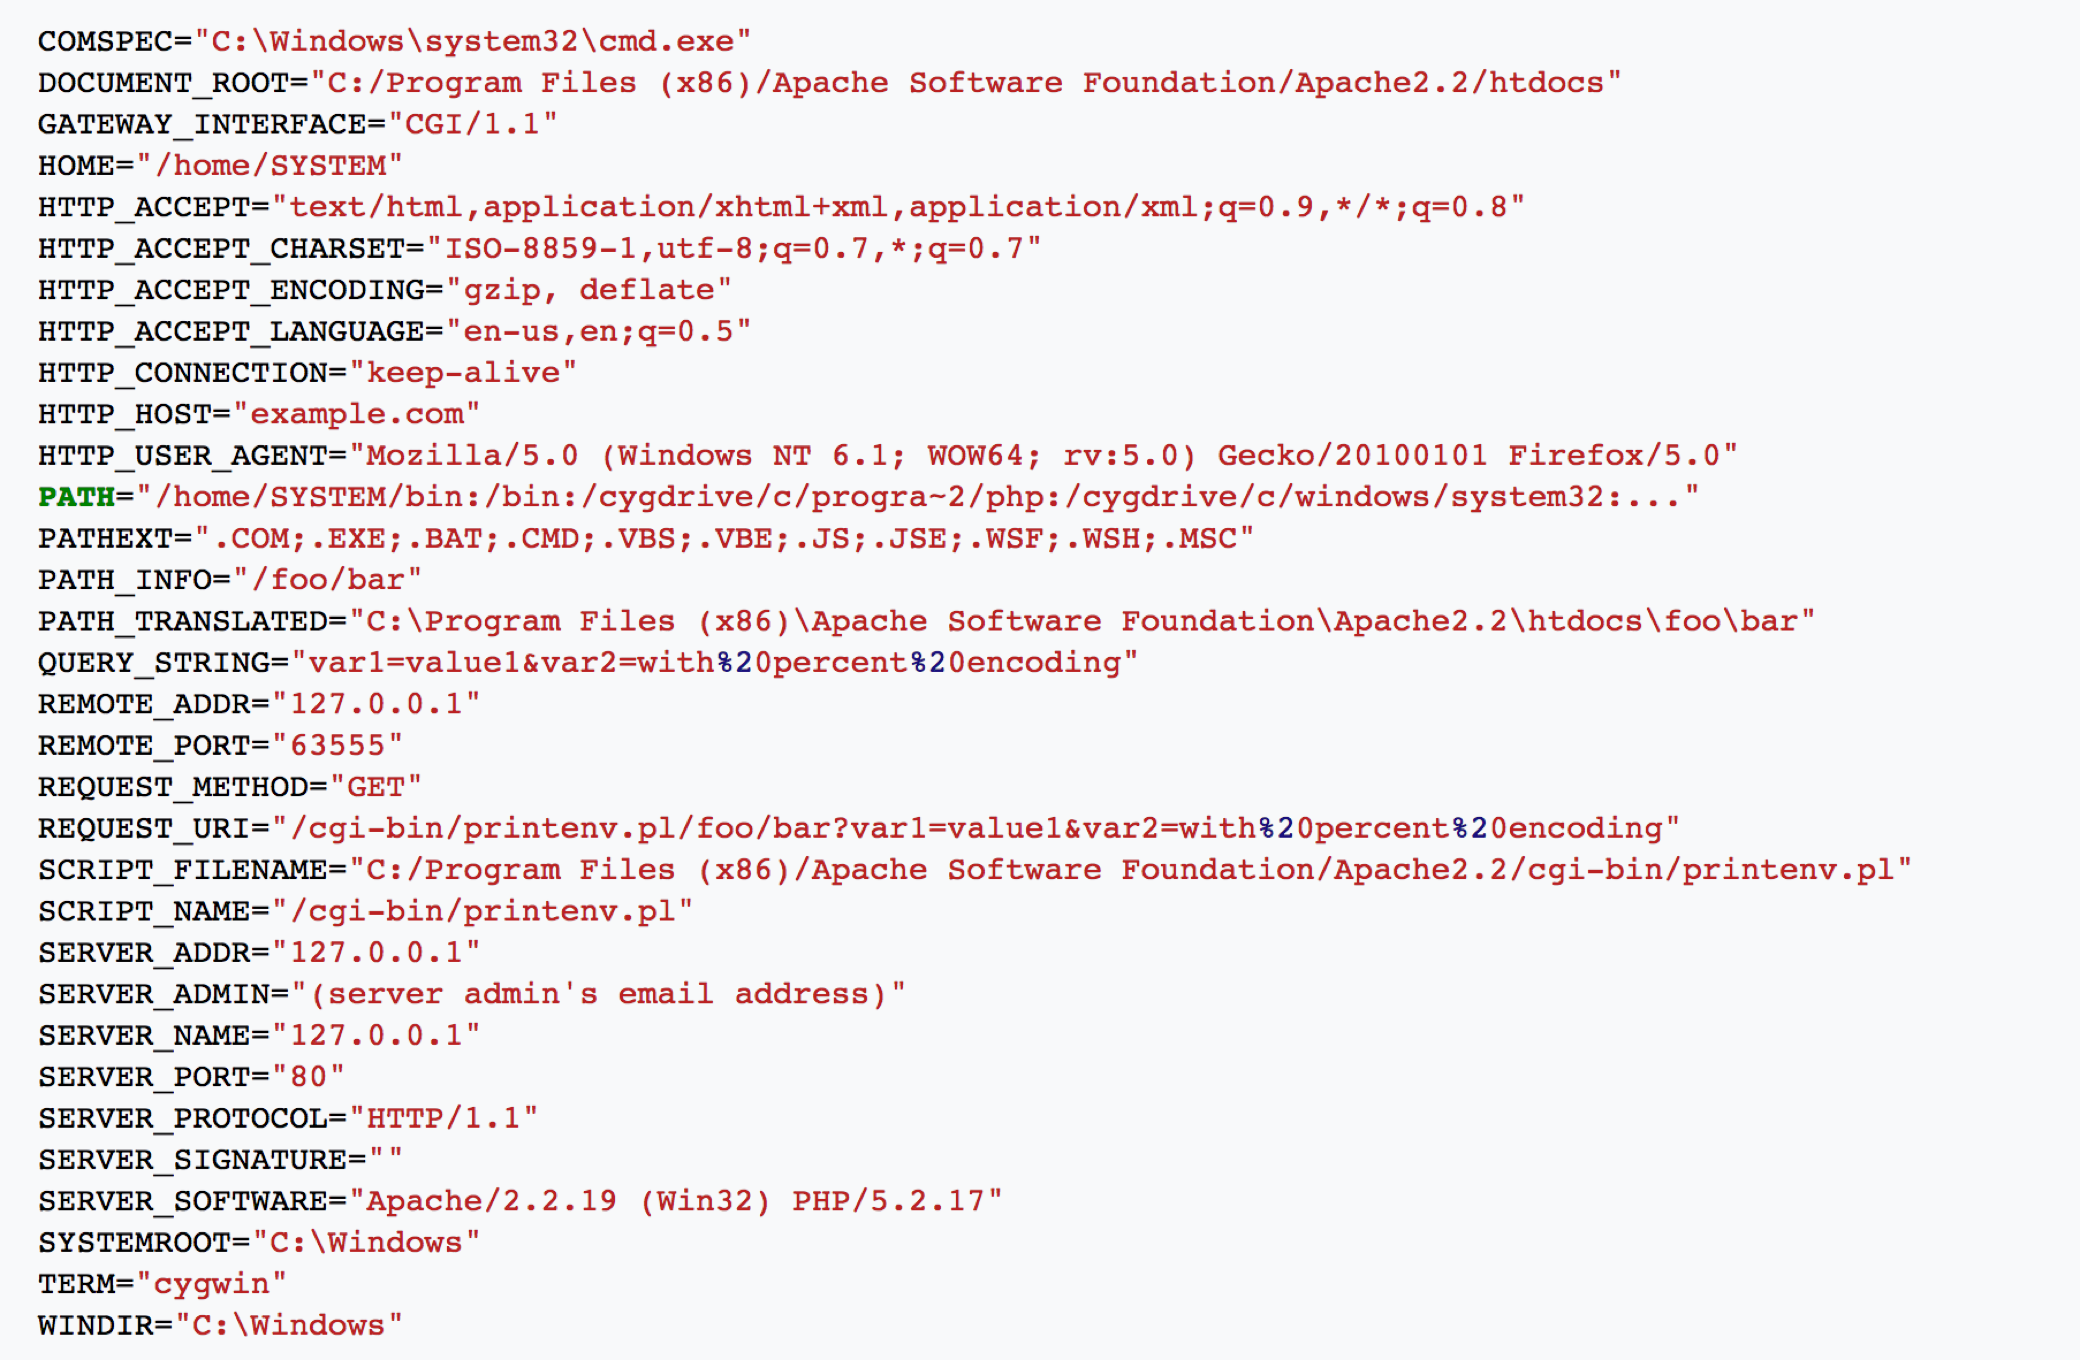 COMSPEC="C:\Windows\system32\cmd.exe"
DOCUMENT_ROOT="C:/Program Files (x86)/Apache Software Foundation/Apache2.2/htdocs"
GATEWAY_INTERFACE="CGI/1.1"
HOME="/home/SYSTEM"
HTTP_ACCEPT="text/html,application/xhtml+xml,application/xml;q=0.9,*/*;q=0.8"
HTTP_ACCEPT_CHARSET="ISO-8859-1,utf-8;q=0.7,*;q=0.7"
HTTP_ACCEPT_ENCODING="gzip, deflate"
HTTP_ACCEPT_LANGUAGE="en-us,en;q=0.5"
HTTP_CONNECTION="keep-alive"
HTTP_HOST="example.com"
HTTP_USER_AGENT="Mozilla/5.0 (Windows NT 6.1; WOW64; rv:5.0) Gecko/20100101 Firefox/5.0"
PATH="/home/SYSTEM/bin:/bin:/cygdrive/c/progra~2/php:/cygdrive/c/windows/system32:..."
PATHEXT=".COM;.EXE;.BAT;.CMD;.VBS;.VBE;.JS;.JSE;.WSF;.WSH;.MSC"
PATH_INFO="/foo/bar"
PATH_TRANSLATED="C:\Program Files (x86)\Apache Software Foundation\Apache2.2\htdocs\foo\bar"
QUERY_STRING="var1=value1&var2=with%20percent%20encoding"
REMOTE_ADDR="127.0.0.1"
REMOTE_PORT="63555"
REQUEST_METHOD="GET"
REQUEST_URI="/cgi-bin/printenv.pl/foo/bar?var1=value1&var2=with%20percent%20encoding"
SCRIPT_FILENAME="C:/Program Files (x86)/Apache Software Foundation/Apache2.2/cgi-bin/printenv.pl"
SCRIPT_NAME="/cgi-bin/printenv.pl"
SERVER_ADDR="127.0.0.1"
SERVER_ADMIN="(server admin's email address)"
SERVER_NAME="127.0.0.1"
SERVER_PORT="80"
SERVER_PROTOCOL="HTTP/1.1"
SERVER_SIGNATURE=""
SERVER_SOFTWARE="Apache/2.2.19 (Win32) PHP/5.2.17"
SYSTEMROOT="C:\Windows"
TERM="cygwin"
WINDIR="C:\Windows"